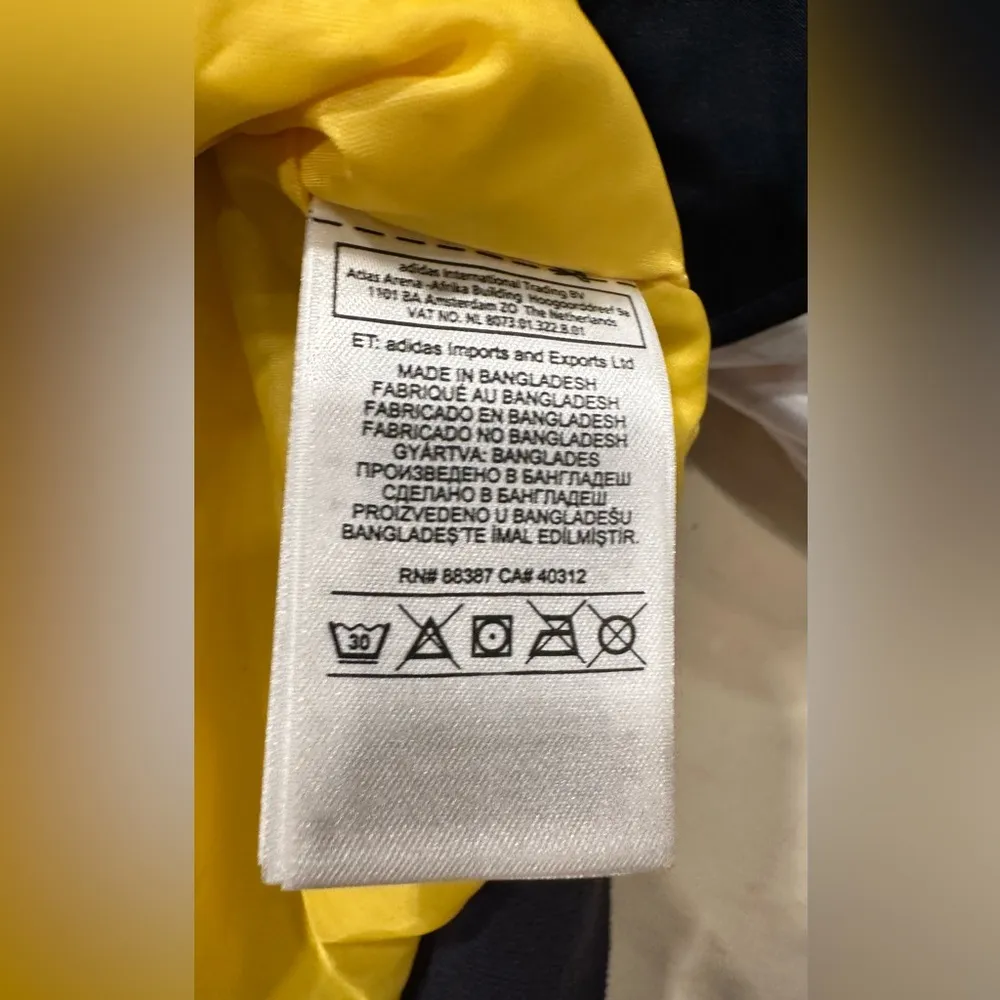 adidas International Trading BV
Atlas Arena -Afrika Building Hoogoorddreef 9a
1101 BA Amsterdam ZO The Netherlands
VAT NO. NL 8073.01.322.B.01
ET: adidas Imports and Exports Ltd
MADE IN BANGLADESH
FABRIQUÉ AU BANGLADESH
FABRICADO EN BANGLADESH
FABRICADO NO BANGLADESH
GYÁRTVA: BANGLADES
ПРОИЗВЕДЕНО В БАНГЛАДЕШ
СДЕЛАНО В БАНГЛАДЕШ
PROIZVEDENO U BANGLADEŠU
BANGLADEŞ'TE İMAL EDİLMİŞTİR.
RN# 88387 CA# 40312
30